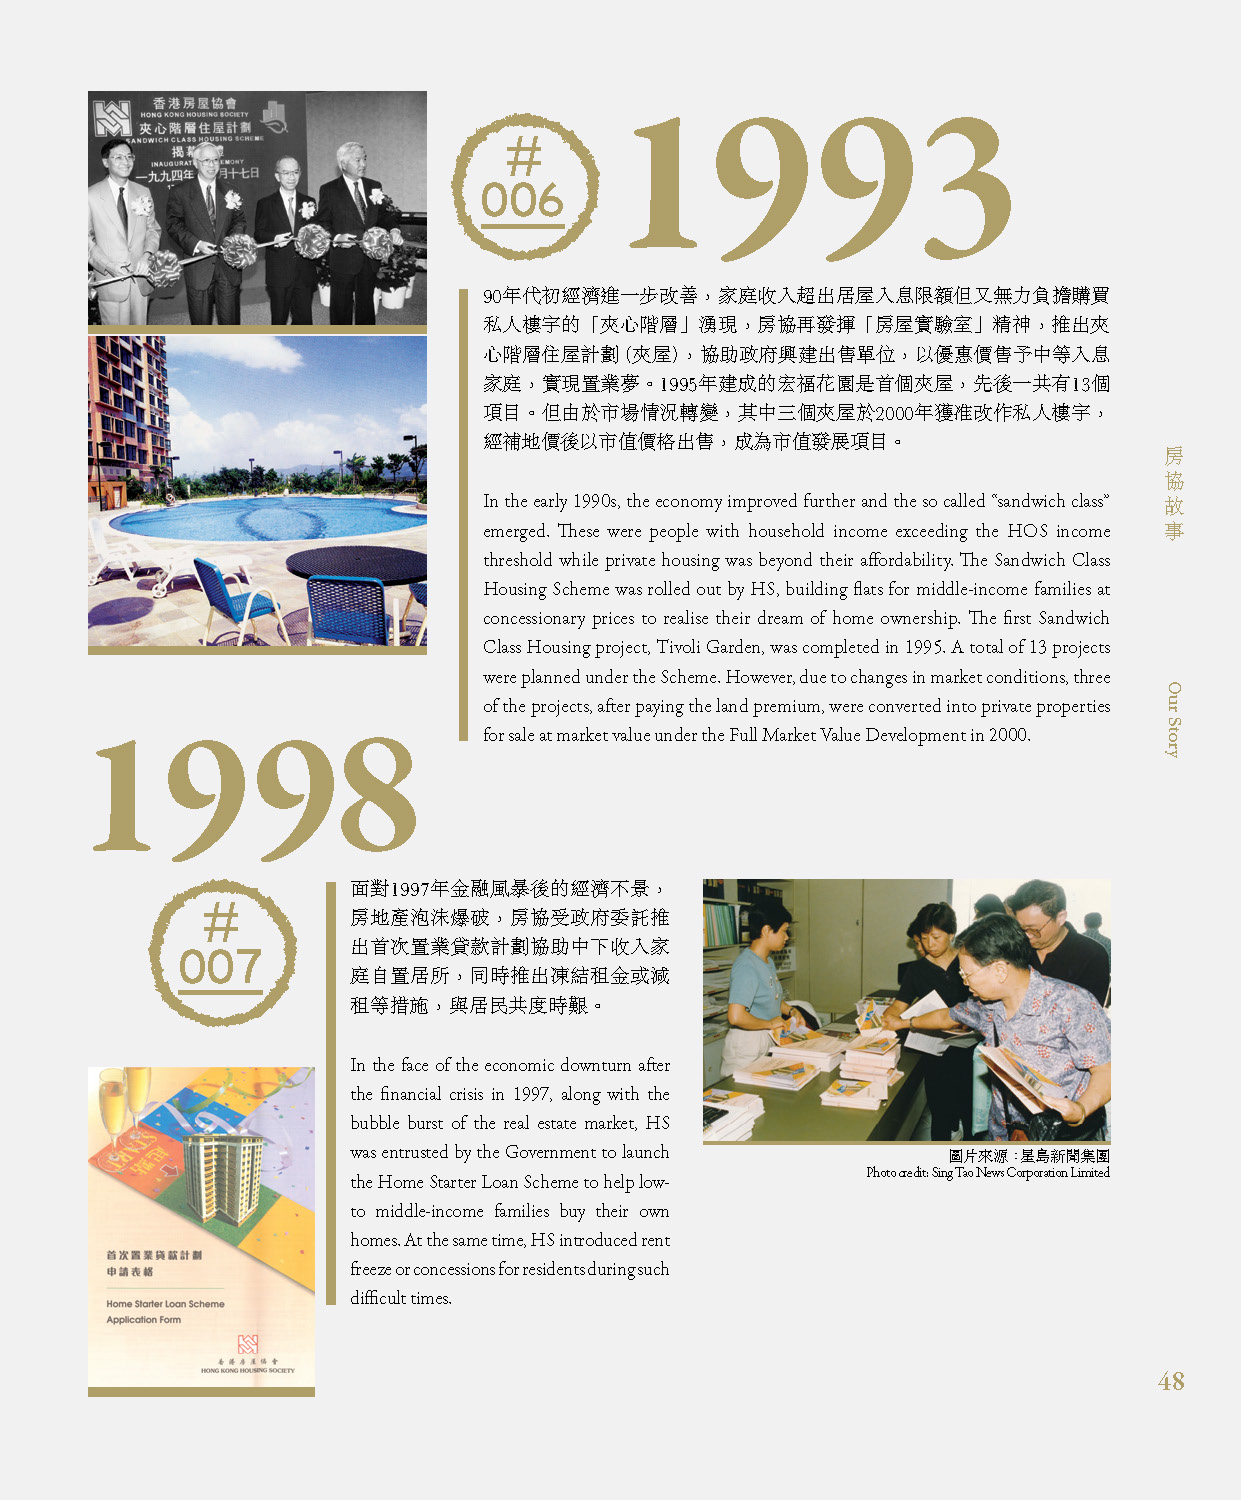 香港房屋協會
HONG KONG HOUSING SOCIETY
夾心階層住屋計劃
SANDWICH CLASS HOUSING SCHEME
一九九四年
月十七日
#
006
1993
90年代初經濟進一步改善，家庭收入超出居屋入息限額但又無力負擔購買
私人樓宇的「夾心階層」湧現，房協再發揮「房屋實驗室」精神，推出夾
心階層住屋計劃 (夾屋)，協助政府興建出售單位，以優惠價售予中等入息
家庭，實現置業夢。1995年建成的宏福花園是首個夾屋，先後一共有13個
項目。但由於市場情況轉變，其中三個夾屋於2000年獲准改作私人樓宇，
經補地價後以市值價格出售，成為市值發展項目。
In the early 1990s, the economy improved further and the so called “sandwich class”
emerged. These were people with household income exceeding the HOS income
threshold while private housing was beyond their affordability. The Sandwich Class
Housing Scheme was rolled out by HS, building flats for middle-income families at
concessionary prices to realise their dream of home ownership. The first Sandwich
Class Housing project, Tivoli Garden, was completed in 1995. A total of 13 projects
were planned under the Scheme. However, due to changes in market conditions, three
of the projects, after paying the land premium, were converted into private properties
for sale at market value under the Full Market Value Development in 2000.
房協故事
Our Story
1998
#
007
面對1997年金融風暴後的經濟不景，
房地產泡沫爆破，房協受政府委託推
出首次置業貸款計劃協助中下收入家
庭自置居所，同時推出凍結租金或減
租等措施，與居民共度時艱。
In the face of the economic downturn after
the financial crisis in 1997, along with the
bubble burst of the real estate market, HS
was entrusted by the Government to launch
the Home Starter Loan Scheme to help low-
to middle-income families buy their own
homes. At the same time, HS introduced rent
freeze or concessions for residents during such
difficult times.
圖片來源：星島新聞集團
Photo credit: Sing Tao News Corporation Limited
首次置業貸款計劃
申請表格
Home Starter Loan Scheme
Application Form
香港房屋協會
HONG KONG HOUSING SOCIETY
48